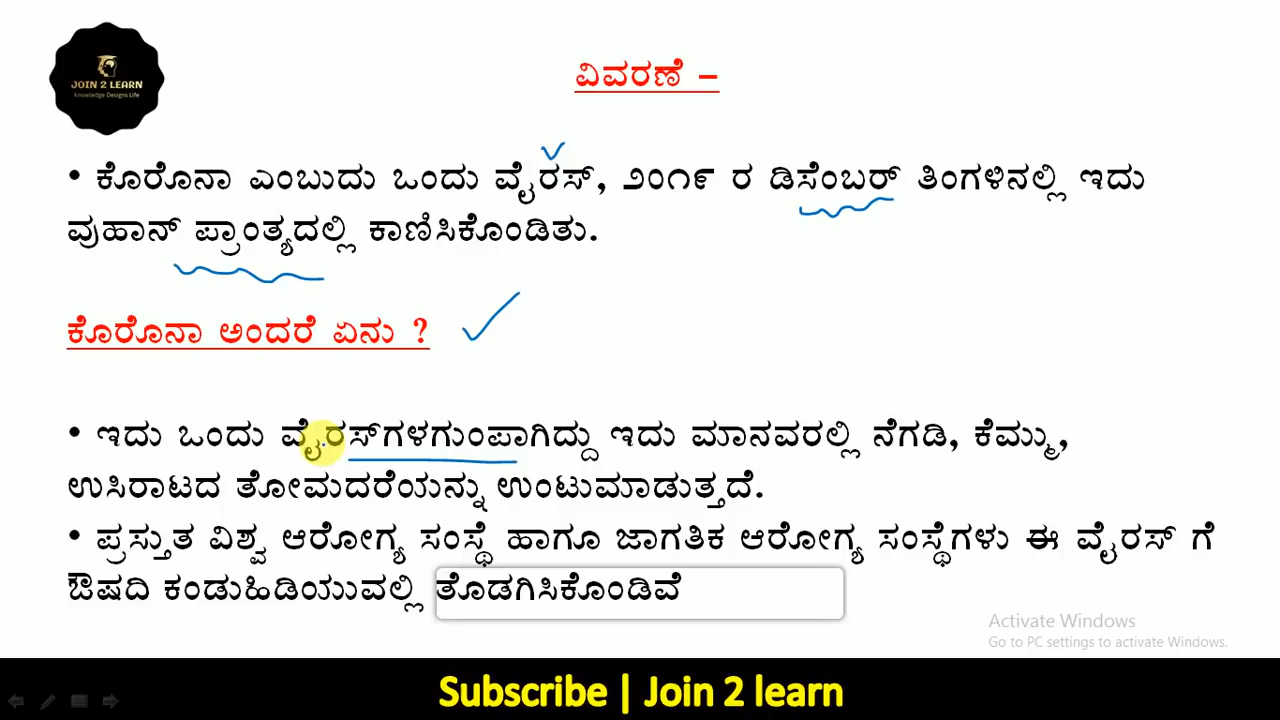 JOIN 2 LEARN
Knowledge Designs Life
ವಿವರಣೆ –
• ಕೊರೊನಾ ಎಂಬುದು ಒಂದು ವೈರಸ್, ೨೦೧೯ ರ ಡಿಸೆಂಬರ್ ತಿಂಗಳಿನಲ್ಲಿ ಇದು
ವುಹಾನ್ ಪ್ರಾಂತ್ಯದಲ್ಲಿ ಕಾಣಿಸಿಕೊಂಡಿತು.
ಕೊರೊನಾ ಅಂದರೆ ಏನು ?
• ಇದು ಒಂದು ವೈರಸ್‌ಗಳಗುಂಪಾಗಿದ್ದು ಇದು ಮಾನವರಲ್ಲಿ ನೆಗಡಿ, ಕೆಮ್ಮು,
ಉಸಿರಾಟದ ತೋಮದರೆಯನ್ನು ಉಂಟುಮಾಡುತ್ತದೆ.
• ಪ್ರಸ್ತುತ ವಿಶ್ವ ಆರೋಗ್ಯ ಸಂಸ್ಥೆ ಹಾಗೂ ಜಾಗತಿಕ ಆರೋಗ್ಯ ಸಂಸ್ಥೆಗಳು ಈ ವೈರಸ್ ಗೆ
ಔಷದಿ ಕಂಡುಹಿಡಿಯುವಲ್ಲಿ ತೊಡಗಿಸಿಕೊಂಡಿವೆ
Activate Windows
Go to PC settings to activate Windows.
Subscribe | Join 2 learn